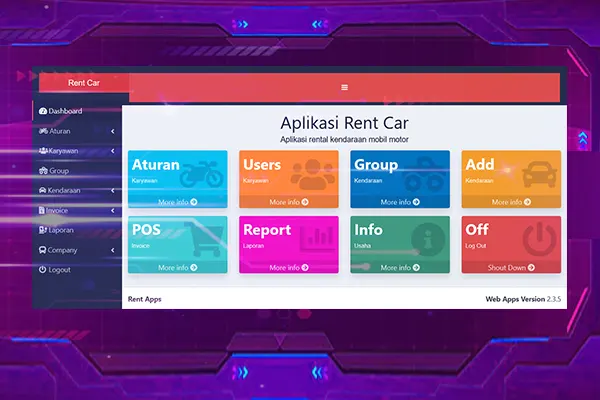 Rent Car
Dashboard
Aturan
Karyawan
Group
Kendaraan
Invoice
Laporan
Company
Logout
Aplikasi Rent Car
Aplikasi rental kendaraan mobil motor
Aturan
Karyawan
More info
Users
Karyawan
More info
Group
Kendaraan
More info
Add
Kendaraan
More info
POS
Invoice
More info
Report
Laporan
More info
Info
Usaha
More info
Off
Log Out
Shout Down
Rent Apps
Web Apps Version 2.3.5